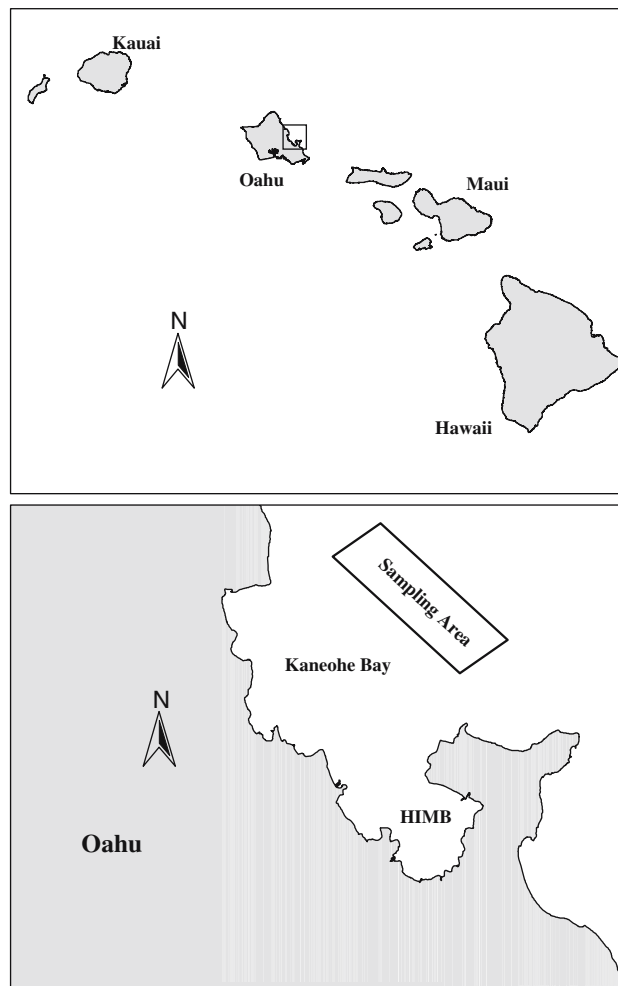 Kauai
Oahu
Maui
N
Hawaii
Sampling Area
Kaneohe Bay
N
HIMB
Oahu